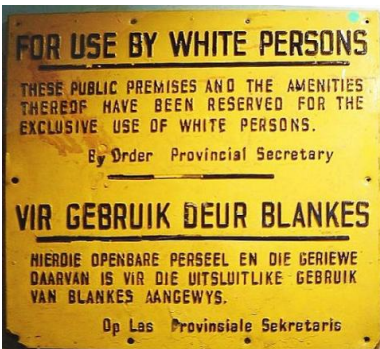 FOR USE BY WHITE PERSONS
THESE PUBLIC PREMISES AND THE AMENITIES
THEREOF HAVE BEEN RESERVED FOR THE
EXCLUSIVE USE OF WHITE PERSONS.
By Order Provincial Secretary
VIR GEBRUIK DEUR BLANKES
HIERDIE OPENBARE PERSEEL EN DIE GERIEWE
DAARVAN IS VIR DIE UITSLUITLIKE GEBRUIK
VAN BLANKES AANGEWYS.
Op Las Provinsiale Sekretaris